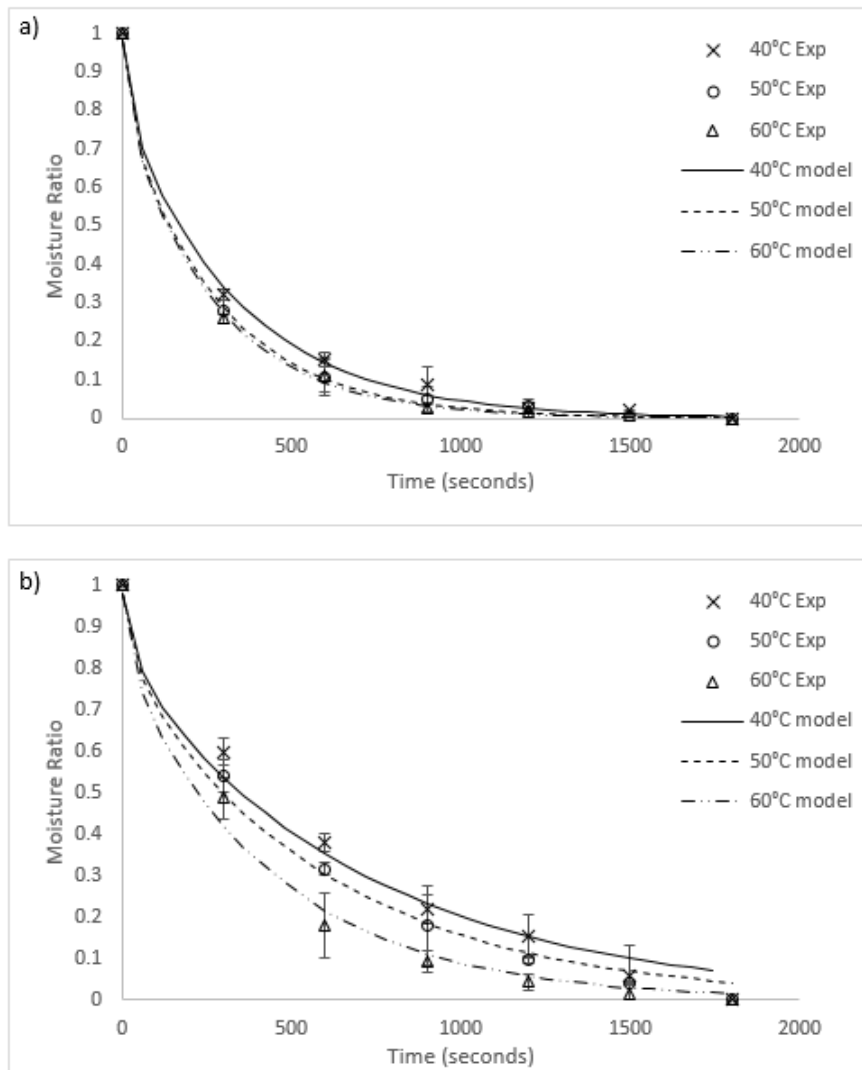 a)
1
0.9
0.8
0.7
0.6
0.5
0.4
0.3
0.2
0.1
0
Moisture Ratio
0 500 1000 1500 2000
Time (seconds)
40°C Exp
50°C Exp
60°C Exp
40°C model
50°C model
60°C model
b)
1
0.9
0.8
0.7
0.6
0.5
0.4
0.3
0.2
0.1
0
Moisture Ratio
0 500 1000 1500 2000
Time (seconds)
40°C Exp
50°C Exp
60°C Exp
40°C model
50°C model
60°C model